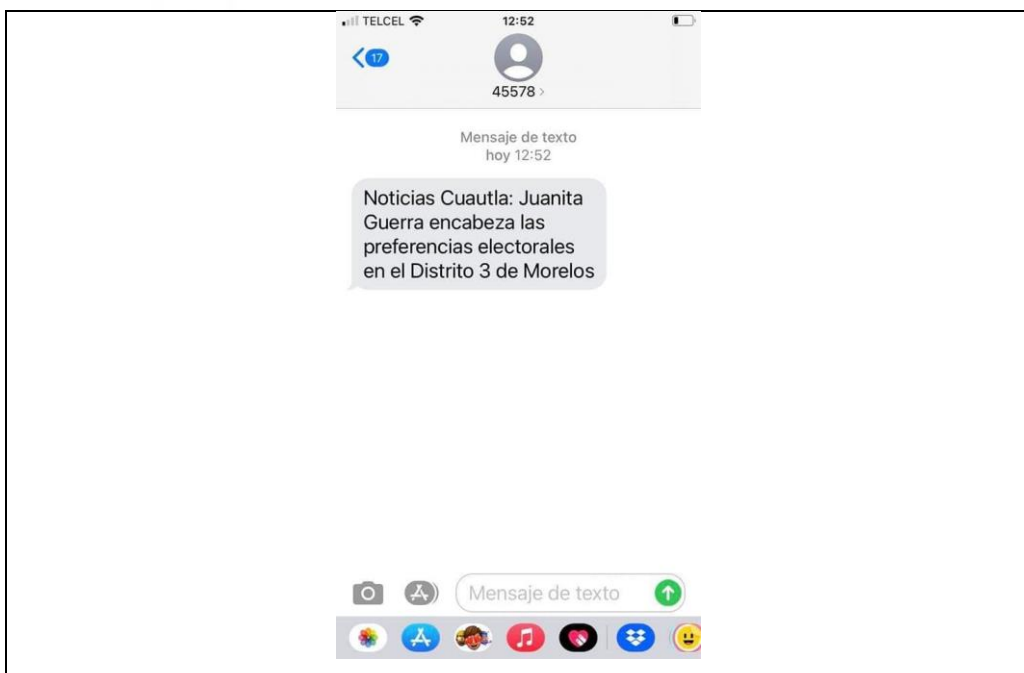 TELCEL 12:52
17
45578
Mensaje de texto
hoy 12:52
Noticias Cuautla: Juanita
Guerra encabeza las
preferencias electorales
en el Distrito 3 de Morelos
Mensaje de texto